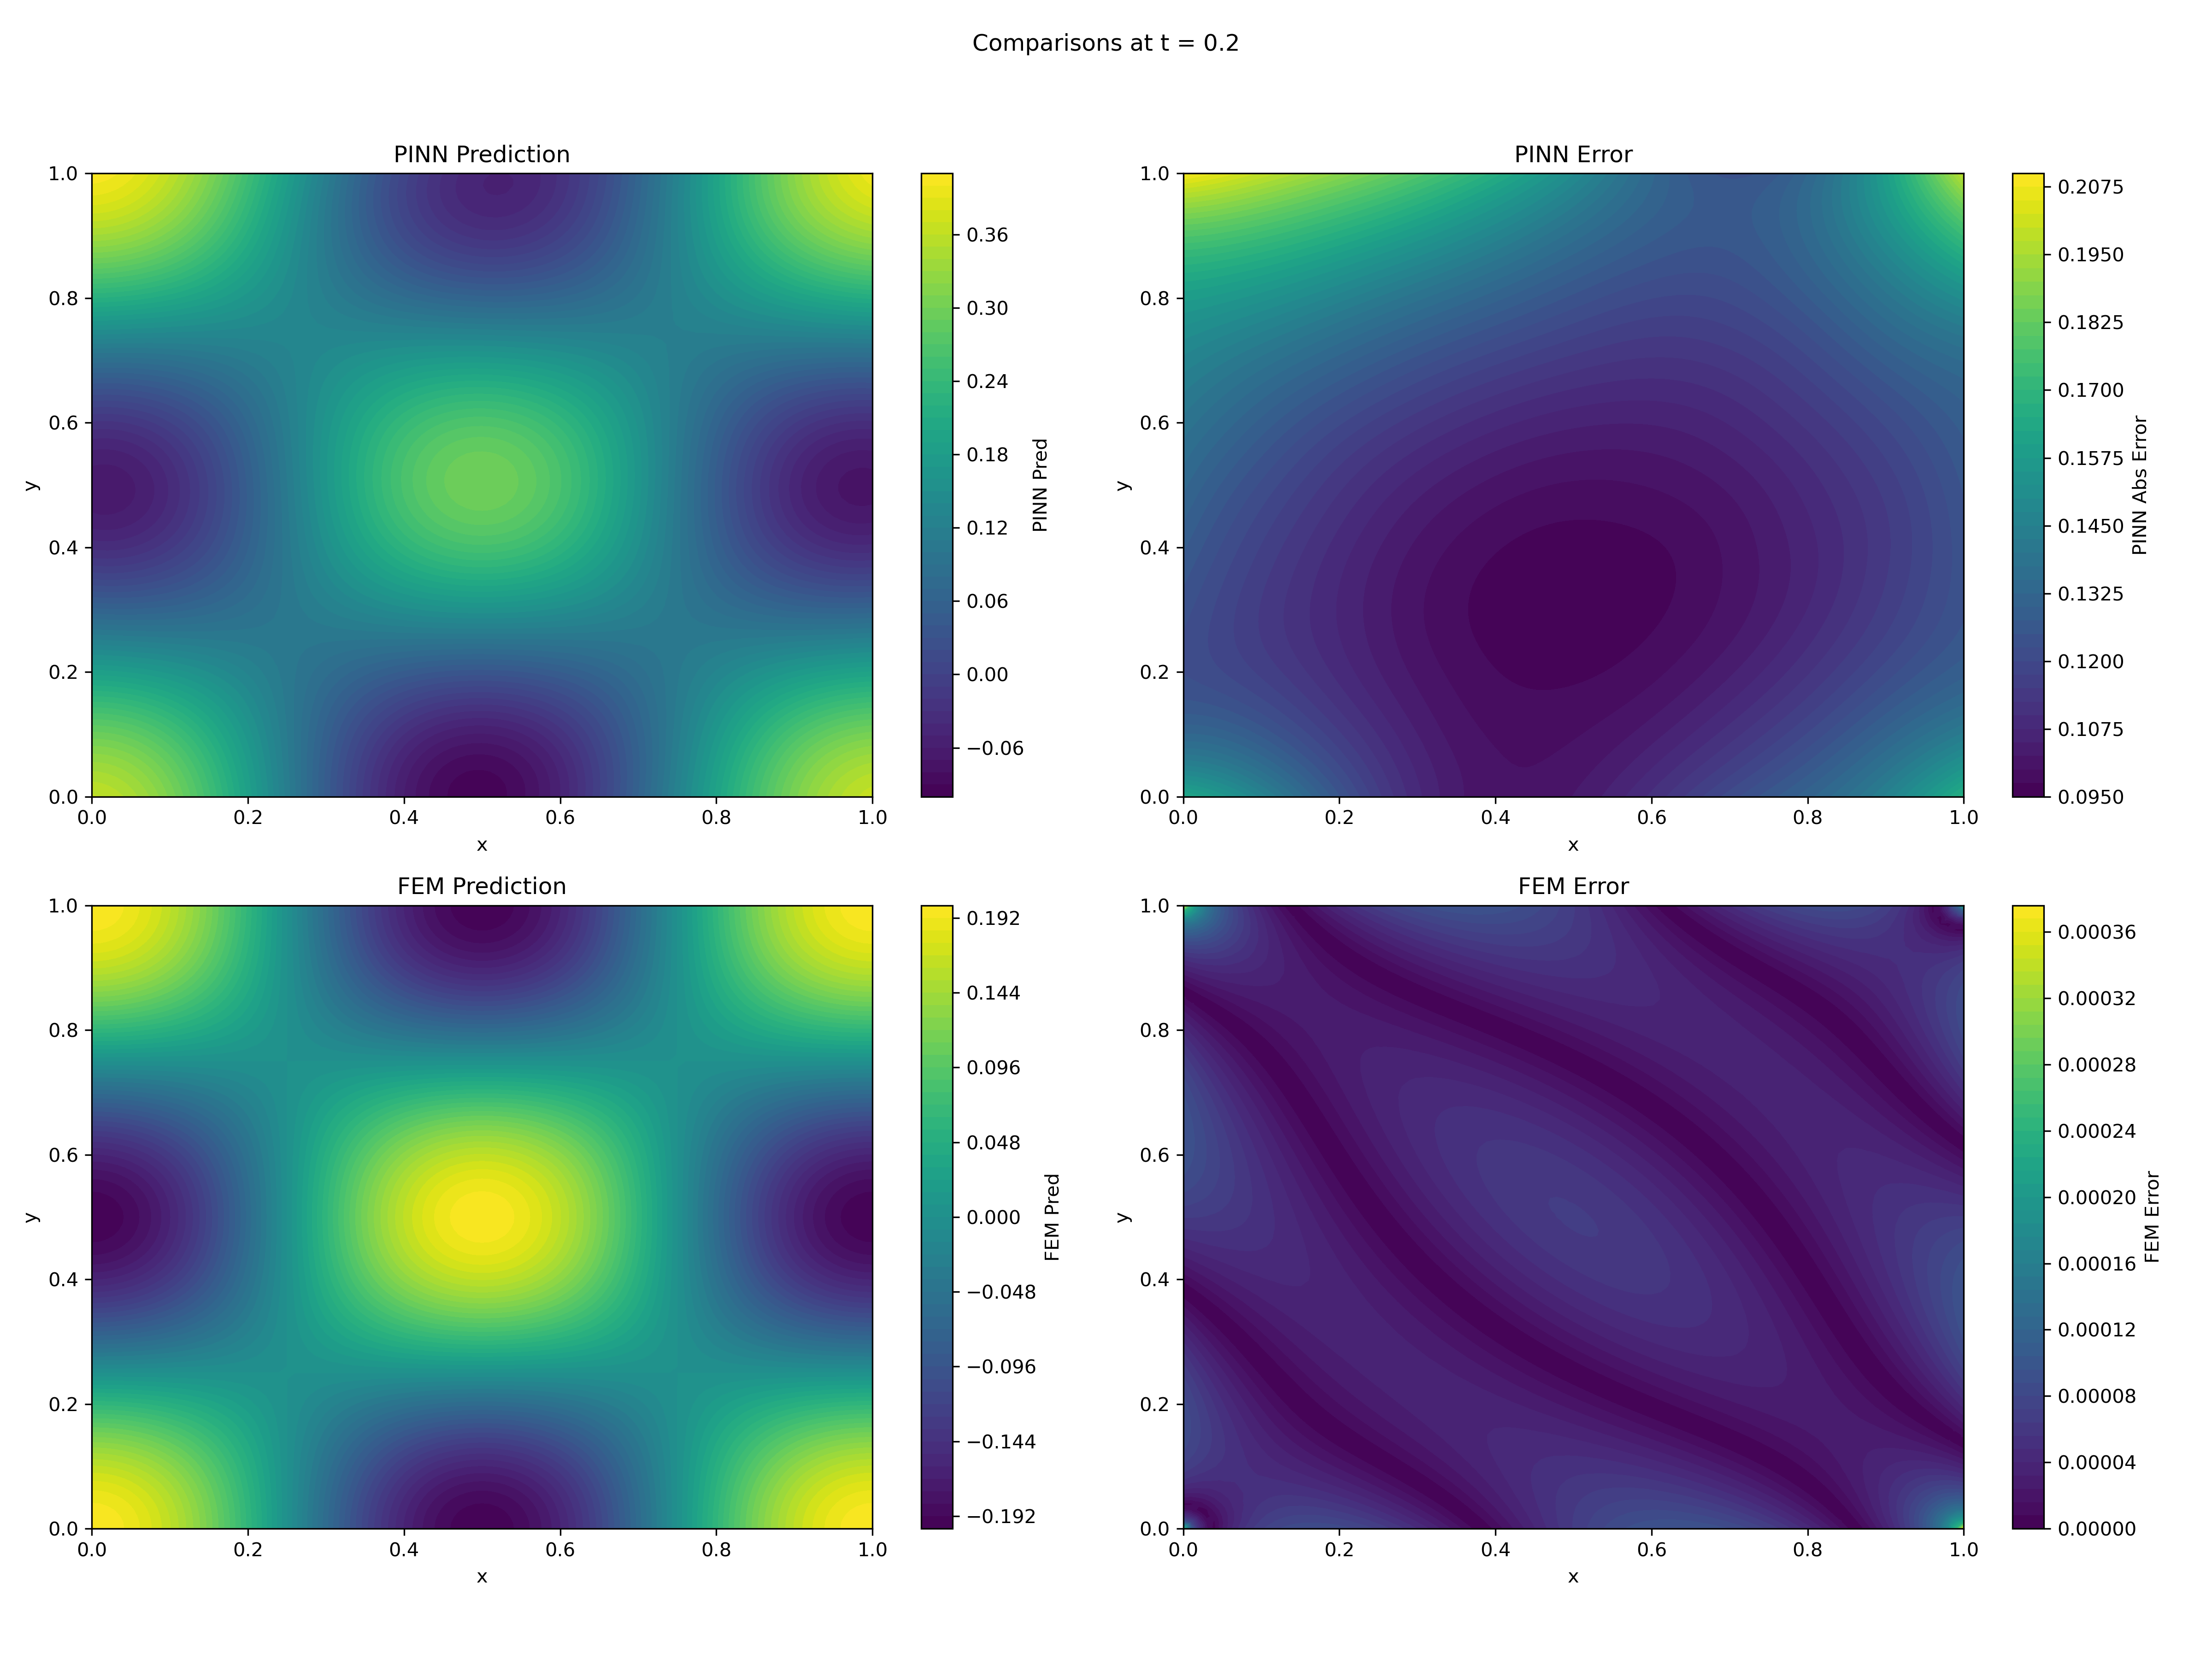 Comparisons at t = 0.2
PINN Prediction
1.0
0.8
0.6
0.4
0.2
0.0
y
0.0 0.2 0.4 0.6 0.8 1.0
x
0.36
0.30
0.24
0.18
0.12
0.06
0.00
−0.06
PINN Pred
PINN Error
1.0
0.8
0.6
0.4
0.2
0.0
y
0.0 0.2 0.4 0.6 0.8 1.0
x
0.2075
0.1950
0.1825
0.1700
0.1575
0.1450
0.1325
0.1200
0.1075
0.0950
PINN Abs Error
FEM Prediction
1.0
0.8
0.6
0.4
0.2
0.0
y
0.0 0.2 0.4 0.6 0.8 1.0
x
0.192
0.144
0.096
0.048
0.000
−0.048
−0.096
−0.144
−0.192
FEM Pred
FEM Error
1.0
0.8
0.6
0.4
0.2
0.0
y
0.0 0.2 0.4 0.6 0.8 1.0
x
0.00036
0.00032
0.00028
0.00024
0.00020
0.00016
0.00012
0.00008
0.00004
0.00000
FEM Error